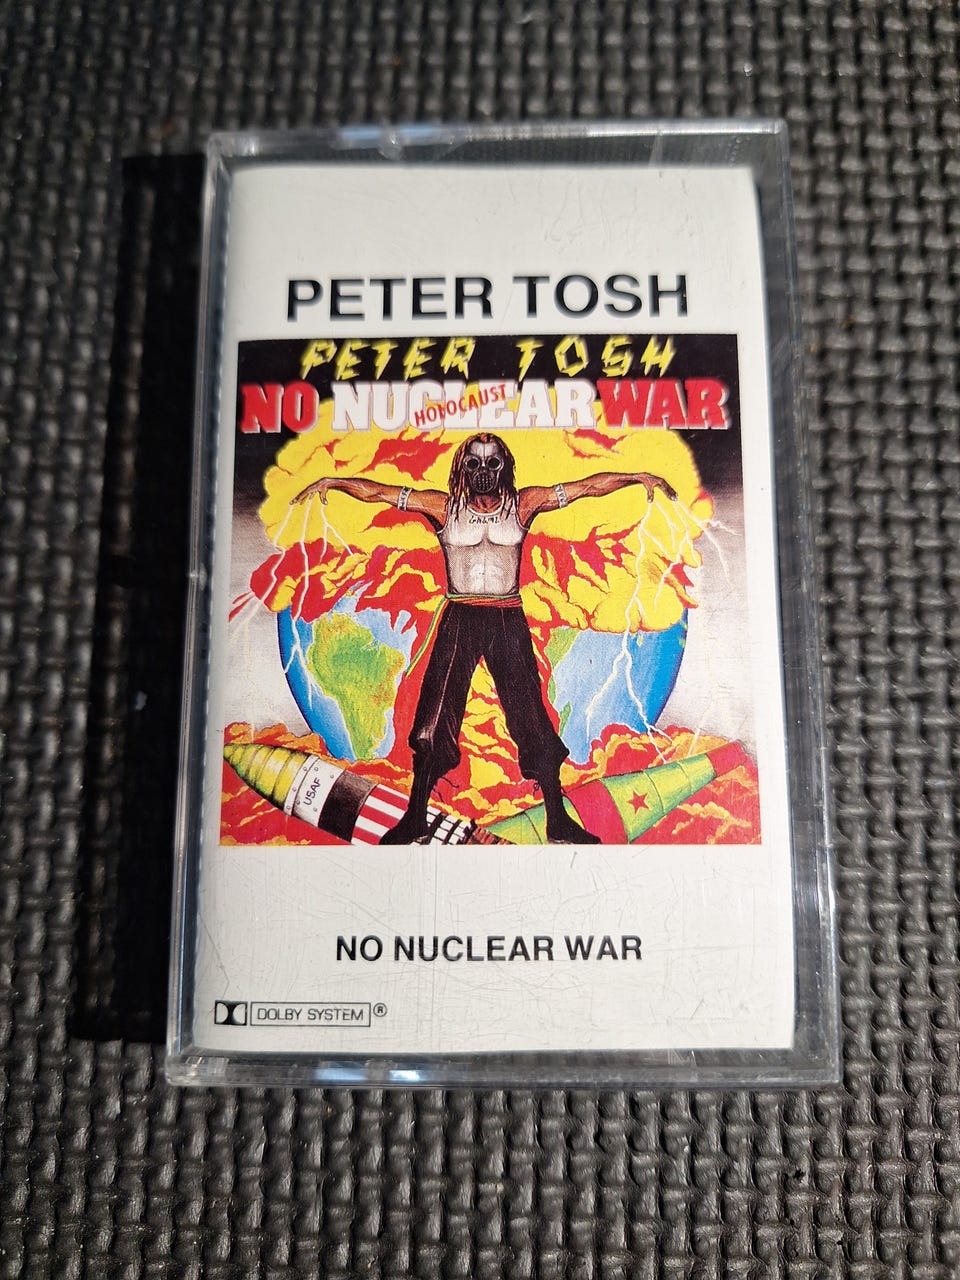 PETER TOSH
PETER TOSH
NO NUCLEAR WAR
HOLOCAUST
USAF
NO NUCLEAR WAR
DOLBY SYSTEM ®